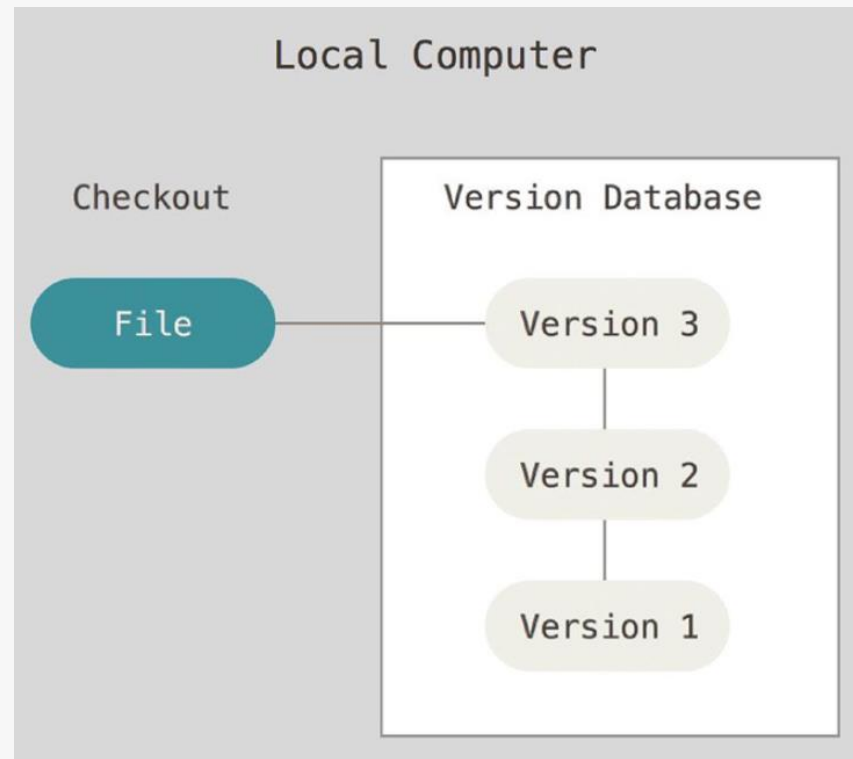 Local Computer
Checkout
Version Database
File
Version 3
Version 2
Version 1